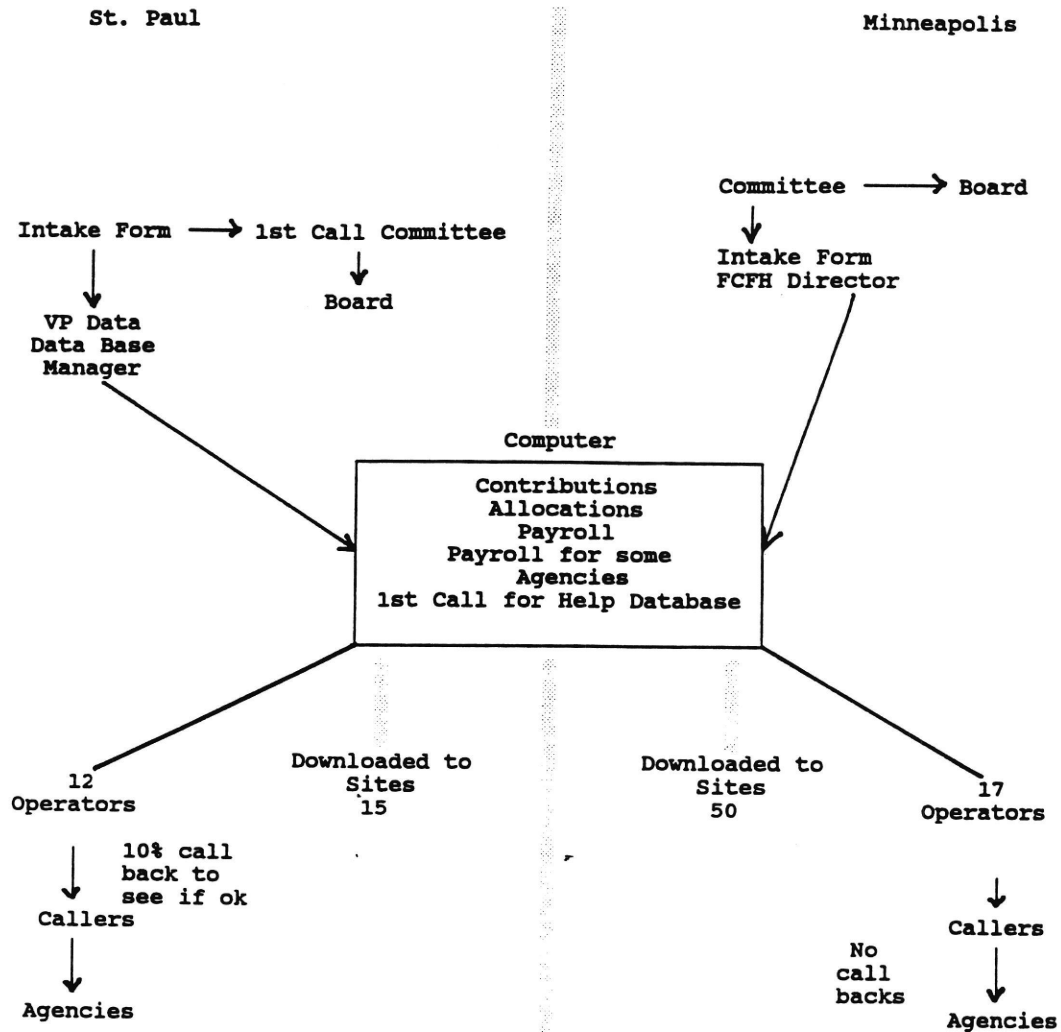 St. Paul
Minneapolis
Committee
Board
Intake Form
1st Call Committee
Intake Form
FCFH Director
Board
VP Data
Data Base
Manager
Computer
Contributions
Allocations
Payroll
Payroll for some
Agencies
1st Call for Help Database
12
Operators
Downloaded to
Sites
15
Downloaded to
Sites
50
17
Operators
10% call
back to
see if ok
Callers
Agencies
Callers
No
call
backs
Agencies